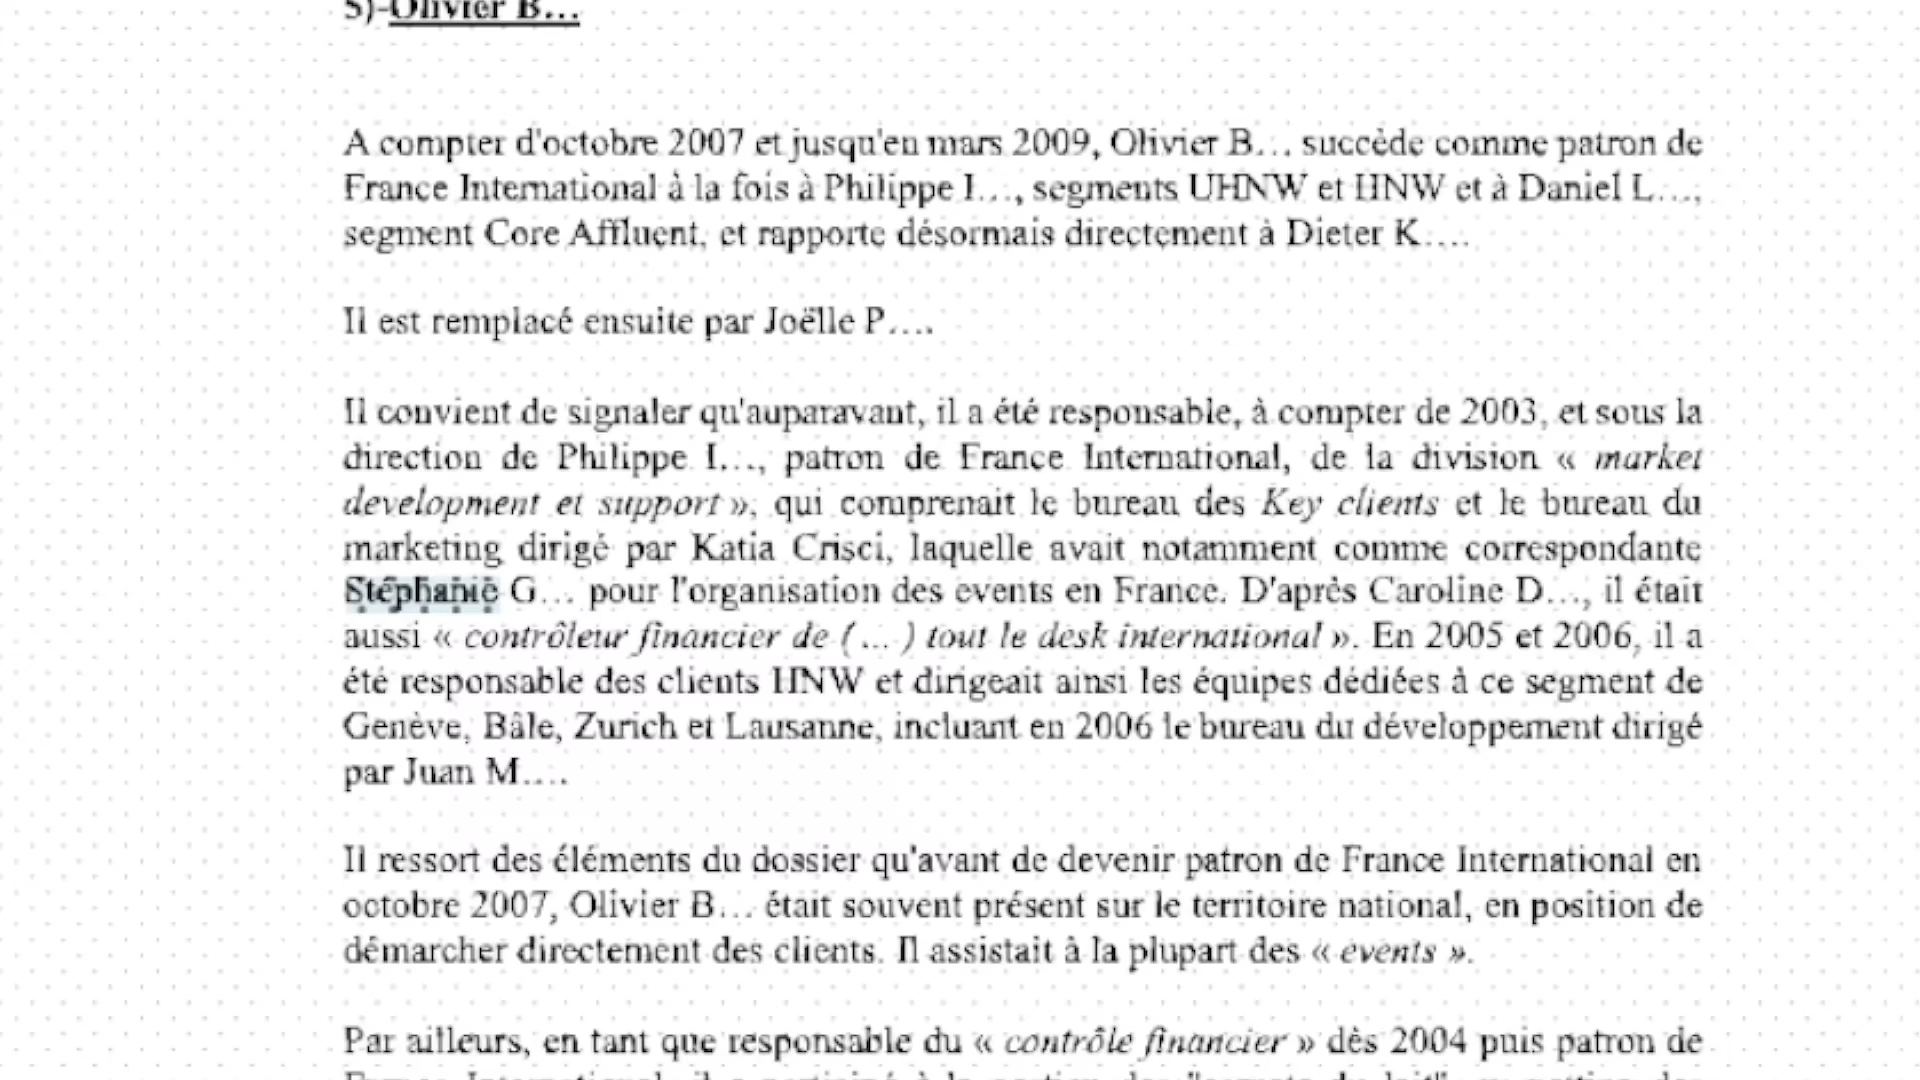 5)-Olivier B...
A compter d'octobre 2007 et jusqu'en mars 2009, Olivier B... succède comme patron de
France International à la fois à Philippe I..., segments UHNW et HNW et à Daniel L...,
segment Core Affluent, et rapporte désormais directement à Dieter K....
Il est remplacé ensuite par Joëlle P....
Il convient de signaler qu'auparavant, il a été responsable, à compter de 2003, et sous la
direction de Philippe I..., patron de France International, de la division « market
development et support », qui comprenait le bureau des Key clients et le bureau du
marketing dirigé par Katia Crisci, laquelle avait notamment comme correspondante
Stéphanie G... pour l'organisation des events en France. D'après Caroline D..., il était
aussi « contrôleur financier de ( ... ) tout le desk international ». En 2005 et 2006, il a
été responsable des clients HNW et dirigeait ainsi les équipes dédiées à ce segment de
Genève, Bâle, Zurich et Lausanne, incluant en 2006 le bureau du développement dirigé
par Juan M....
Il ressort des éléments du dossier qu'avant de devenir patron de France International en
octobre 2007, Olivier B... était souvent présent sur le territoire national, en position de
démarcher directement des clients. Il assistait à la plupart des « events ».
Par ailleurs, en tant que responsable du « contrôle financier » dès 2004 puis patron de